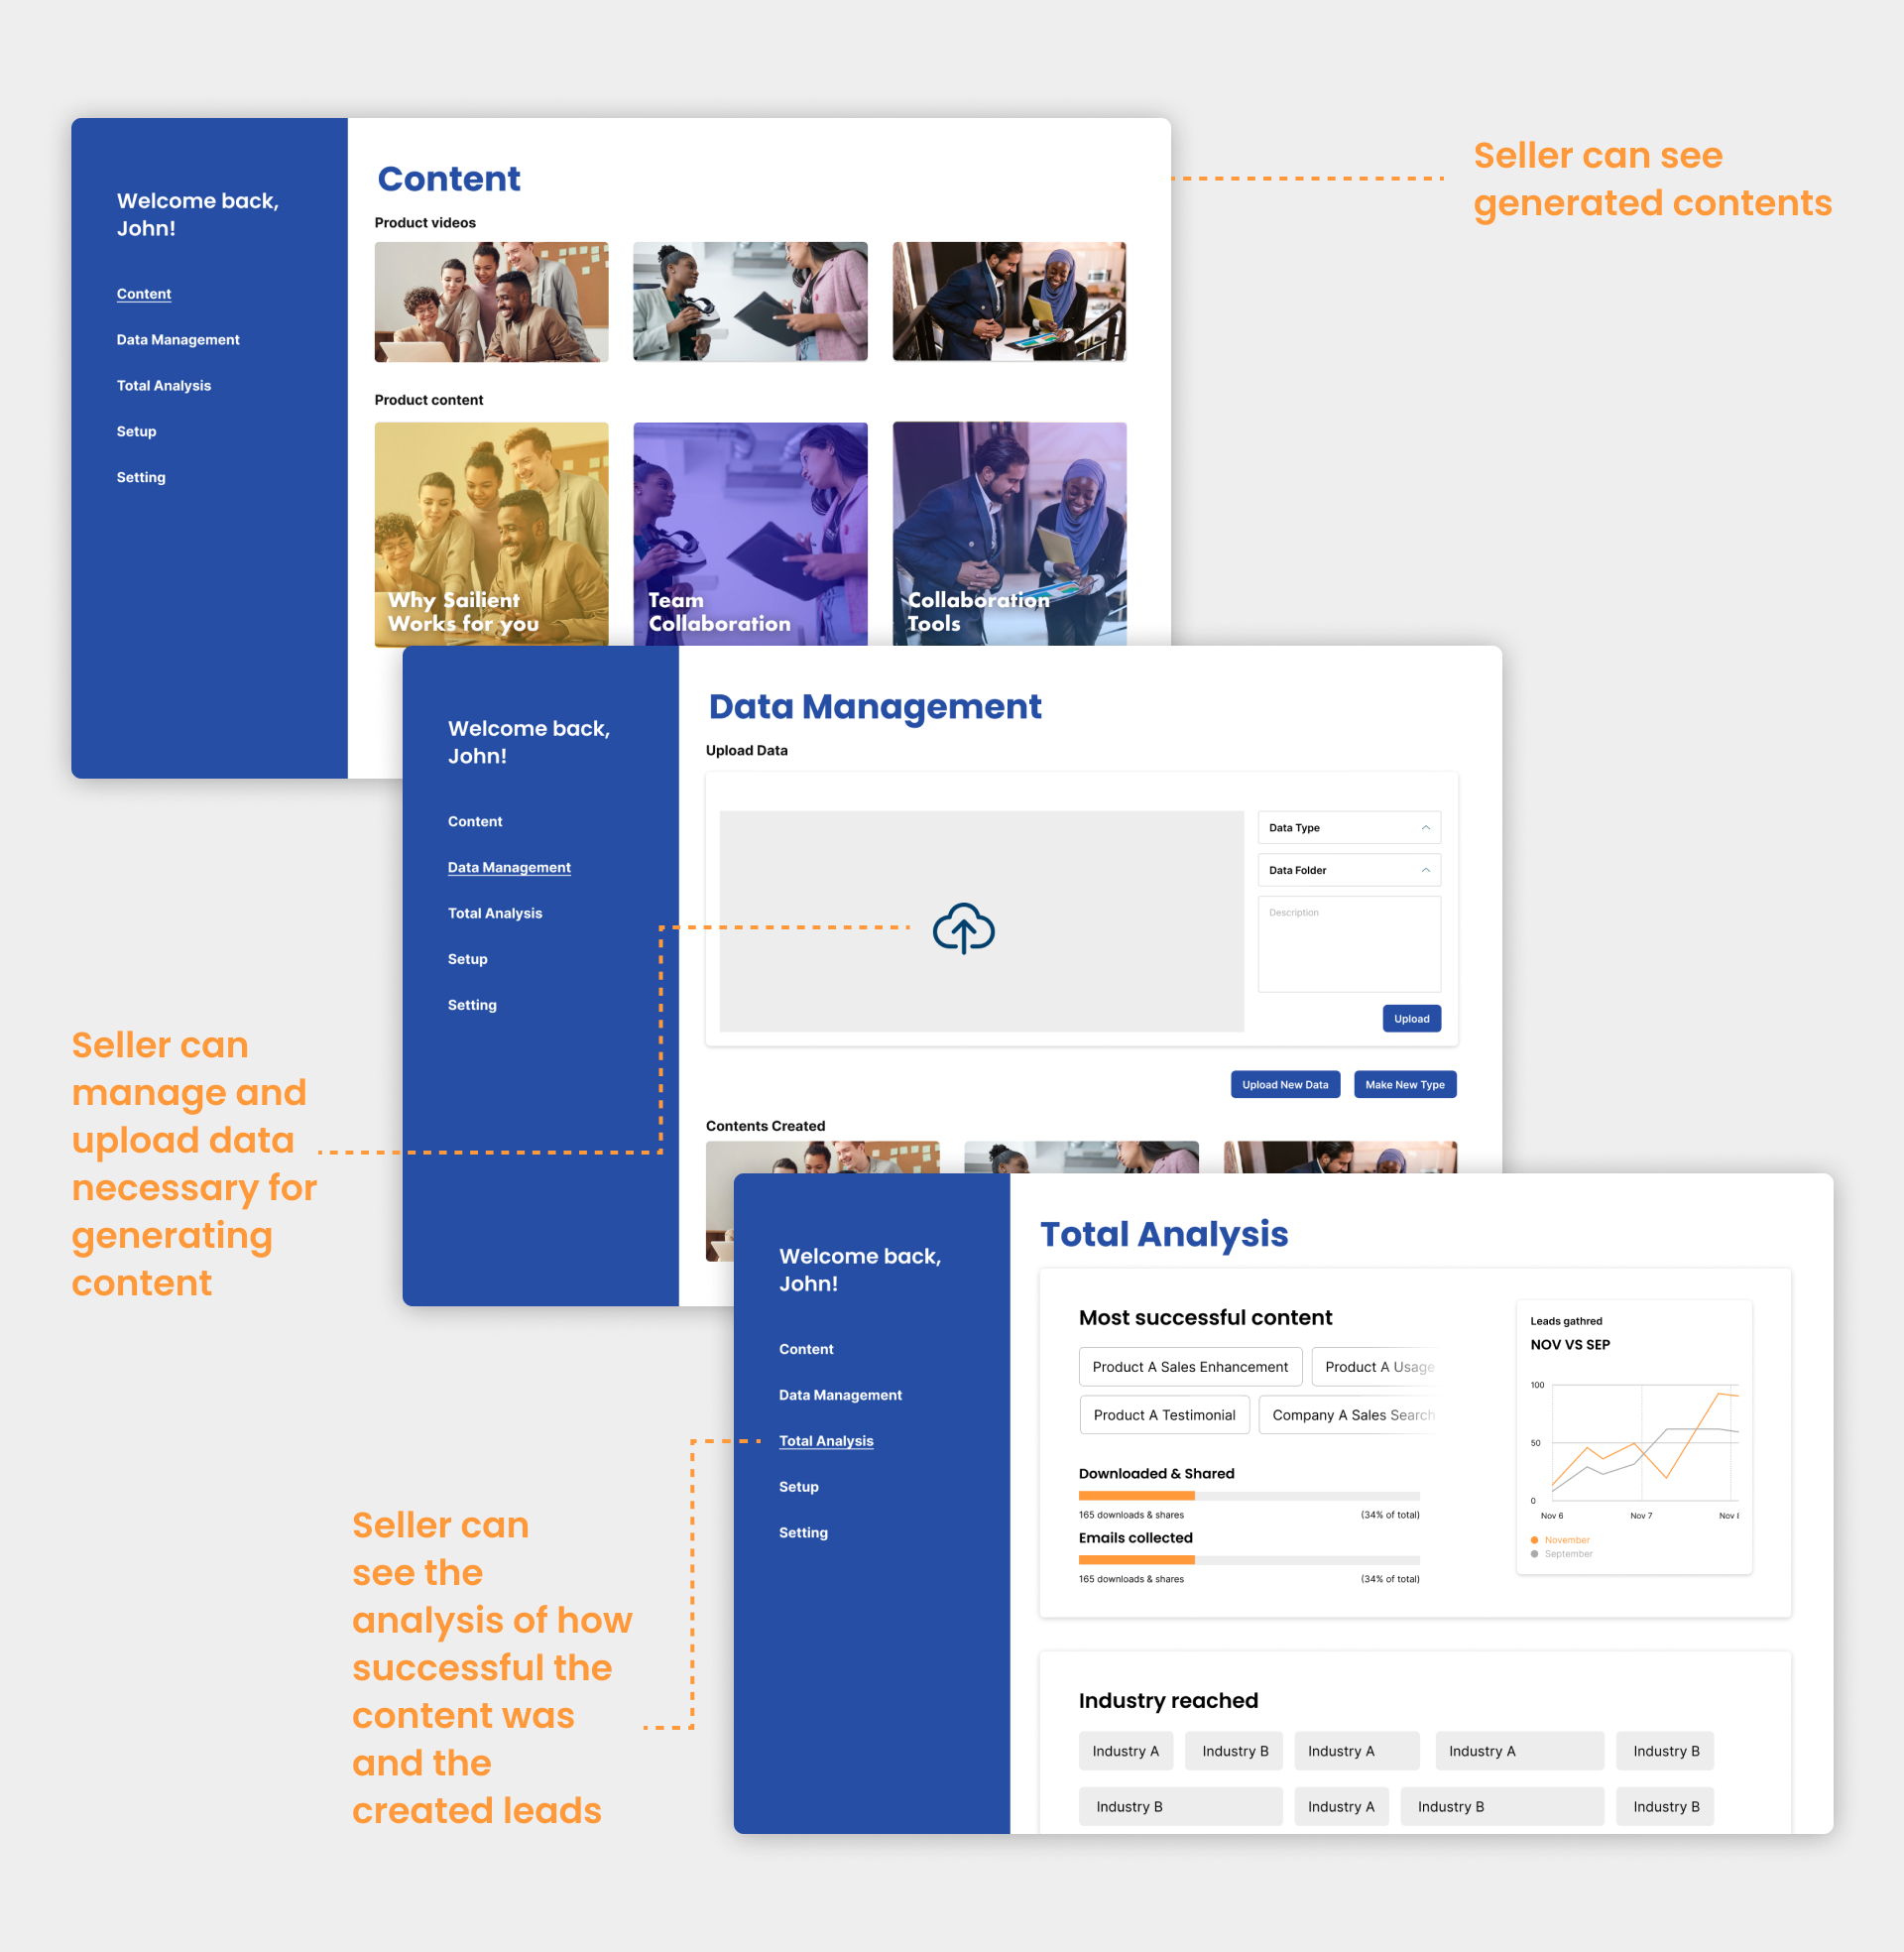 Seller can see
generated contents
Welcome back,
John!
Content
Data Management
Total Analysis
Setup
Setting
Content
Product videos
Product content
Why Sailient
Works for you
Team
Collaboration
Collaboration
Tools
Seller can
manage and
upload data
necessary for
generating
content
Welcome back,
John!
Content
Data Management
Total Analysis
Setup
Setting
Data Management
Upload Data
Data Type
Data Folder
Description
Upload
Upload New Data
Make New Type
Contents Created
Seller can
see the
analysis of how
successful the
content was
and the
created leads
Welcome back,
John!
Content
Data Management
Total Analysis
Setup
Setting
Total Analysis
Most successful content
Product A Sales Enhancement
Product A Usage
Product A Testimonial
Company A Sales Search
Downloaded & Shared
165 downloads & shares
(34% of total)
Emails collected
165 downloads & shares
(34% of total)
Leads gathred
NOV VS SEP
100
50
0
Nov 6
Nov 7
Nov
November
September
Industry reached
Industry A
Industry B
Industry A
Industry A
Industry B
Industry B
Industry A
Industry B
Industry B